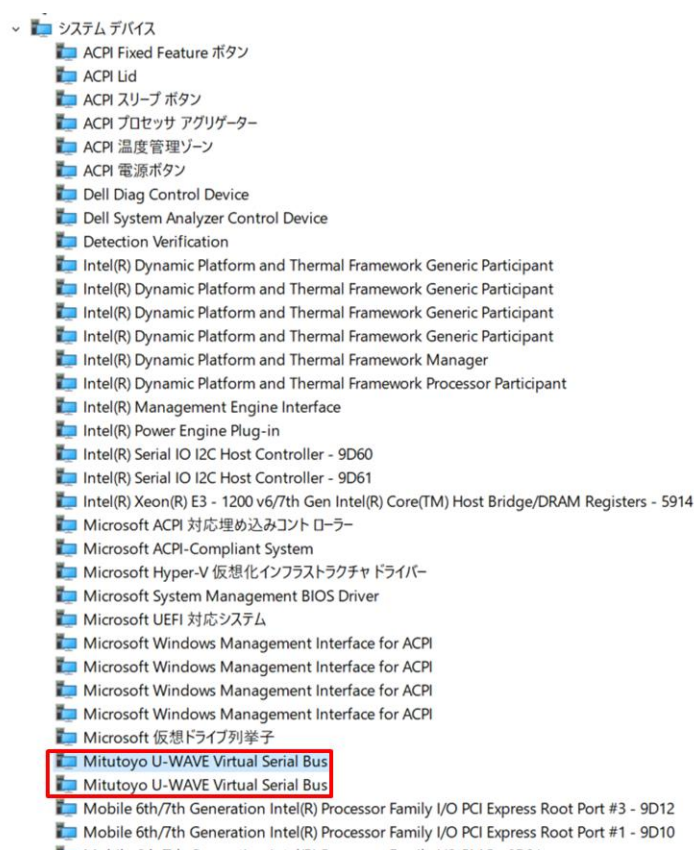 システム デバイス
ACPI Fixed Feature ボタン
ACPI Lid
ACPI スリープ ボタン
ACPI プロセッサ アグリゲーター
ACPI 温度管理ゾーン
ACPI 電源ボタン
Dell Diag Control Device
Dell System Analyzer Control Device
Detection Verification
Intel(R) Dynamic Platform and Thermal Framework Generic Participant
Intel(R) Dynamic Platform and Thermal Framework Generic Participant
Intel(R) Dynamic Platform and Thermal Framework Generic Participant
Intel(R) Dynamic Platform and Thermal Framework Generic Participant
Intel(R) Dynamic Platform and Thermal Framework Manager
Intel(R) Dynamic Platform and Thermal Framework Processor Participant
Intel(R) Management Engine Interface
Intel(R) Power Engine Plug-in
Intel(R) Serial IO I2C Host Controller - 9D60
Intel(R) Serial IO I2C Host Controller - 9D61
Intel(R) Xeon(R) E3 - 1200 v6/7th Gen Intel(R) Core(TM) Host Bridge/DRAM Registers - 5914
Microsoft ACPI 対応埋め込みコントローラー
Microsoft ACPI-Compliant System
Microsoft Hyper-V 仮想化インフラストラクチャ ドライバー
Microsoft System Management BIOS Driver
Microsoft UEFI 対応システム
Microsoft Windows Management Interface for ACPI
Microsoft Windows Management Interface for ACPI
Microsoft Windows Management Interface for ACPI
Microsoft Windows Management Interface for ACPI
Microsoft 仮想ドライブ列挙子
Mitutoyo U-WAVE Virtual Serial Bus
Mitutoyo U-WAVE Virtual Serial Bus
Mobile 6th/7th Generation Intel(R) Processor Family I/O PCI Express Root Port #3 - 9D12
Mobile 6th/7th Generation Intel(R) Processor Family I/O PCI Express Root Port #1 - 9D10